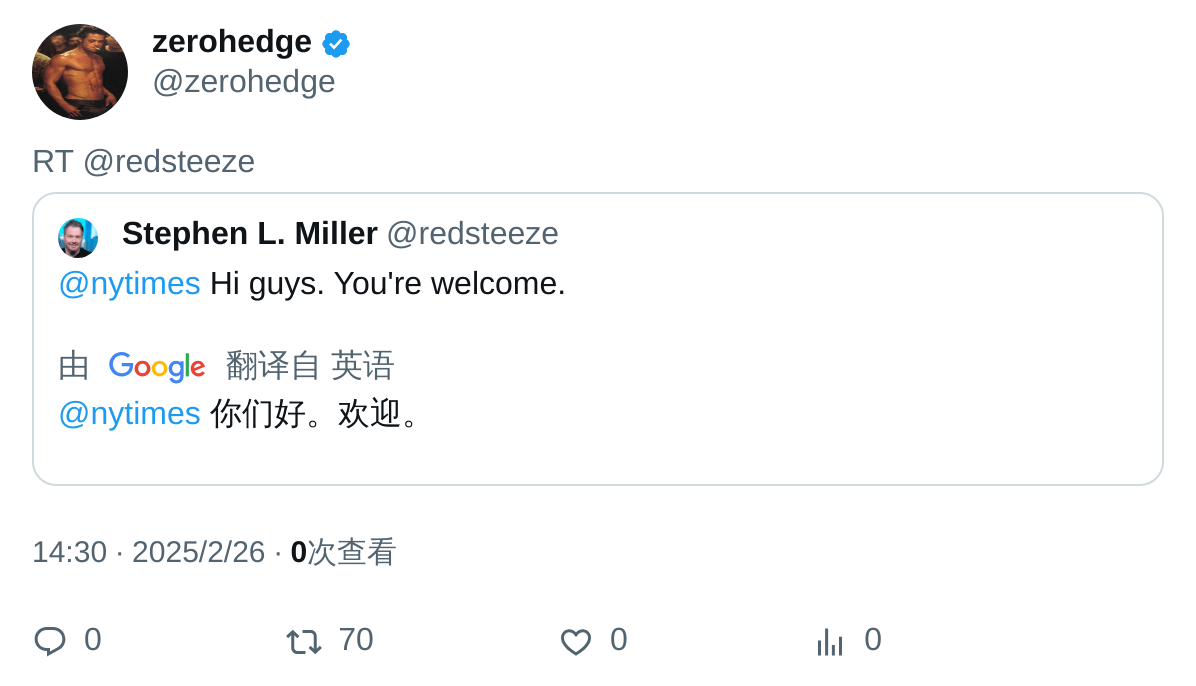 zerohedge
@zerohedge
RT @redsteeze
Stephen L. Miller @redsteeze
@nytimes Hi guys. You're welcome.
由 Google 翻译自 英语
@nytimes 你们好。欢迎。
14:30 · 2025/2/26 · 0次查看
0 70 0 0